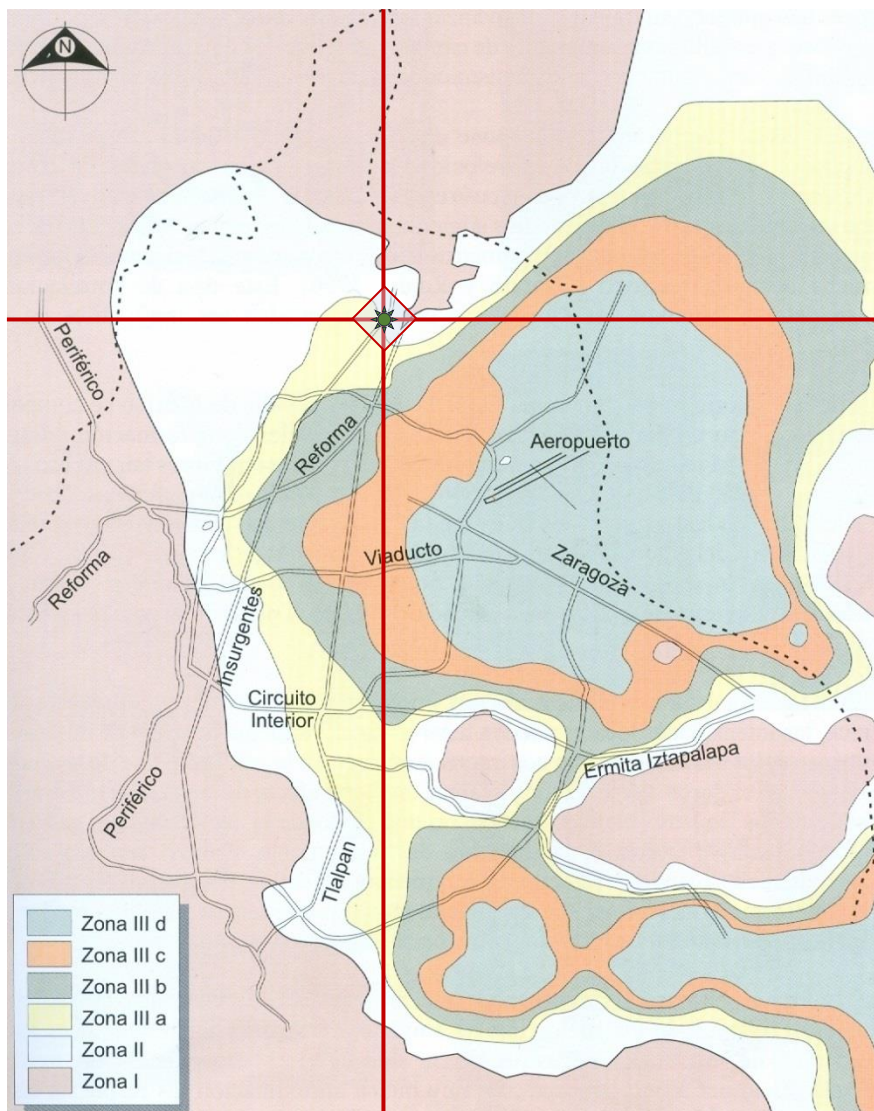 N
Periférico
Reforma
Aeropuerto
Viaducto
Zaragoza
Reforma
Insurgentes
Circuito
Interior
Ermita Iztapalapa
Periférico
Tlalpan
Zona III d
Zona III c
Zona III b
Zona III a
Zona II
Zona I